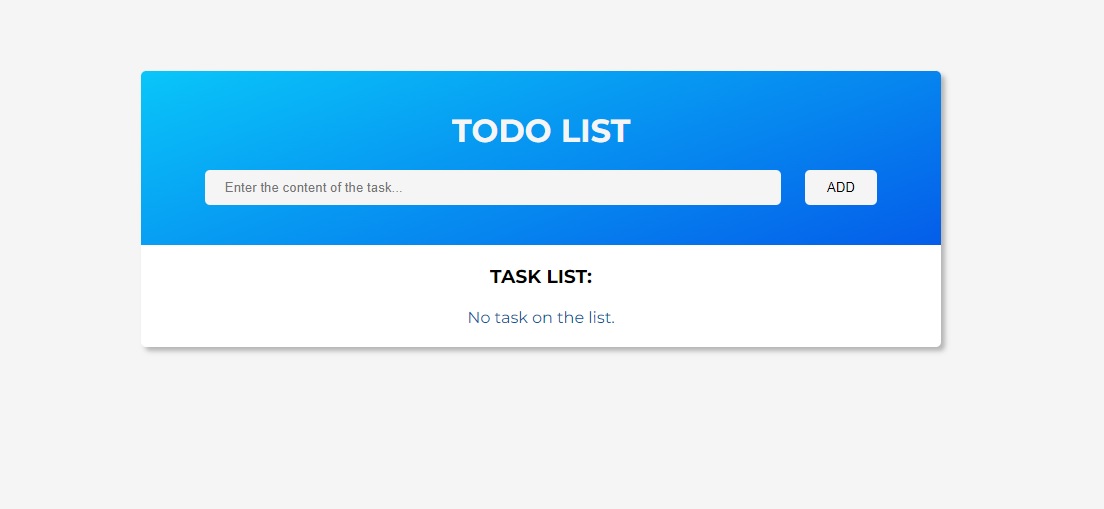 TODO LIST
Enter the content of the task...
ADD
TASK LIST:
No task on the list.